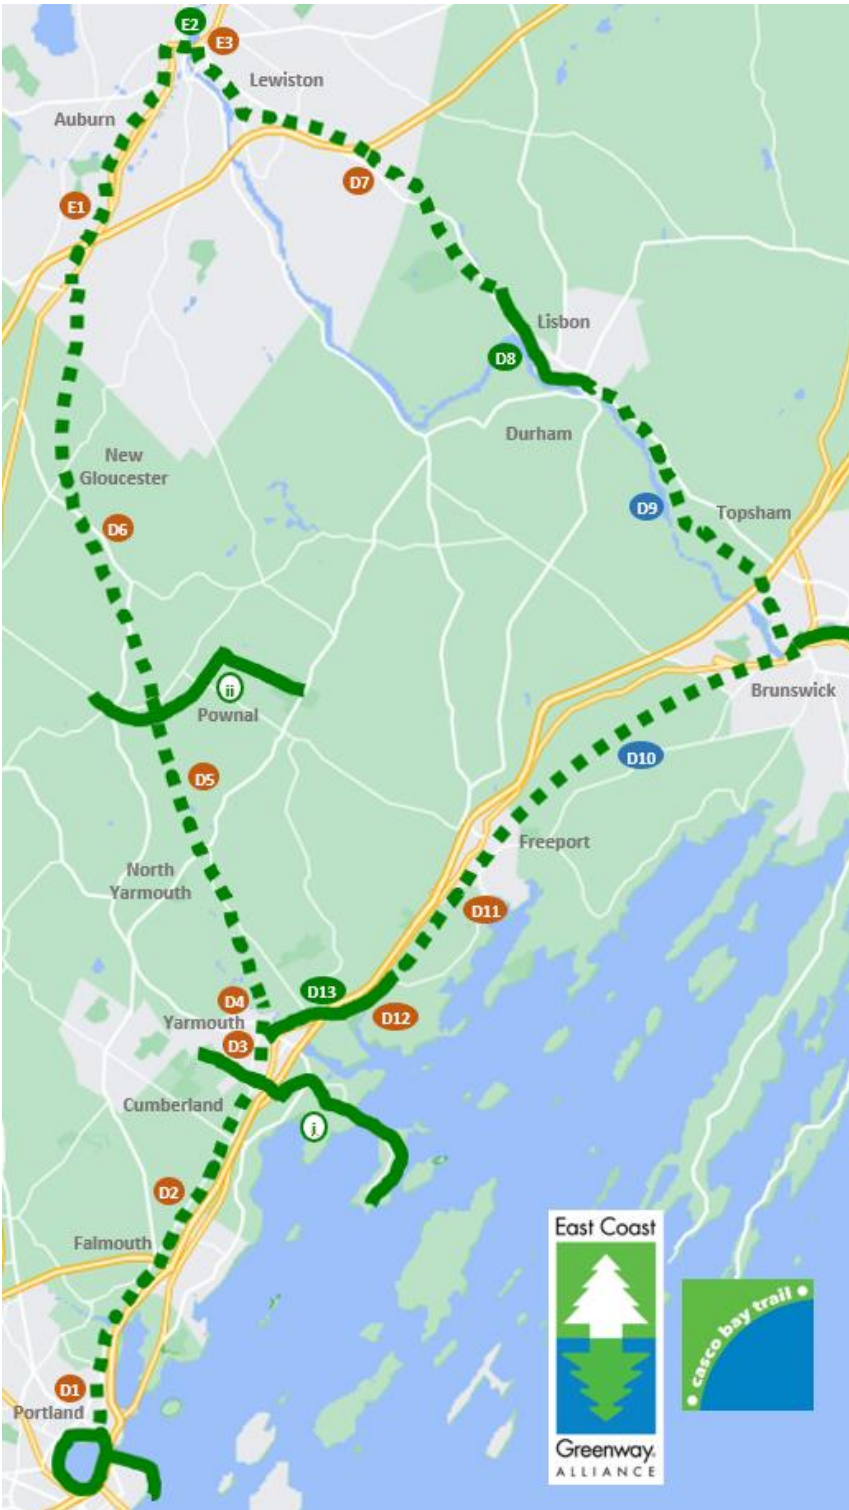 E2
E3
Lewiston
Auburn
D7
E1
Lisbon
D8
Durham
New
Gloucester
D9
Topsham
D6
ii
Pownal
Brunswick
D10
D5
Freeport
North
Yarmouth
D11
D13
D4
D12
Yarmouth
D3
Cumberland
i
D2
East Coast
Falmouth
casco bay trail
D1
Portland
Greenway
ALLIANCE